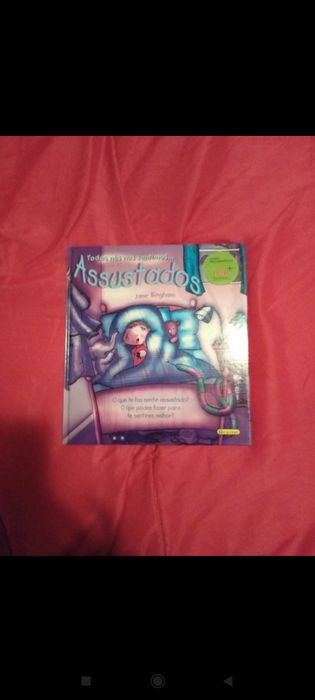 Todos nós nos sentimos...
Assustados
Jane Bingham
O que te faz sentir assustado?
O que podes fazer para
te sentires melhor?